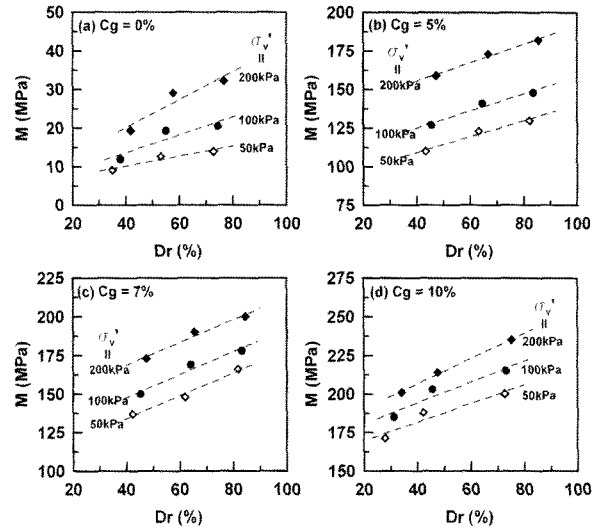 (a) Cg = 0%
σv'
=
200kPa
100kPa
50kPa
M (MPa)
50
40
30
20
10
0
20 40 60 80 100
Dr (%)
(b) Cg = 5%
σv'
=
200kPa
100kPa
50kPa
M (MPa)
200
175
150
125
100
75
20 40 60 80 100
Dr (%)
(c) Cg = 7%
σv'
=
200kPa
100kPa
50kPa
M (MPa)
225
200
175
150
125
100
20 40 60 80 100
Dr (%)
(d) Cg = 10%
σv'
=
200kPa
100kPa
50kPa
M (MPa)
275
250
225
200
175
150
20 40 60 80 100
Dr (%)